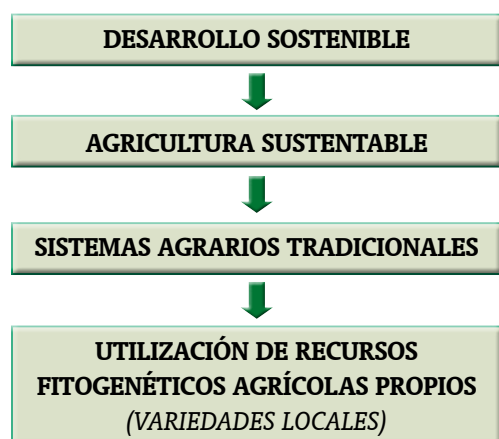 DESARROLLO SOSTENIBLE
AGRICULTURA SUSTENTABLE
SISTEMAS AGRARIOS TRADICIONALES
UTILIZACIÓN DE RECURSOS
FITOGENÉTICOS AGRÍCOLAS PROPIOS
(VARIEDADES LOCALES)